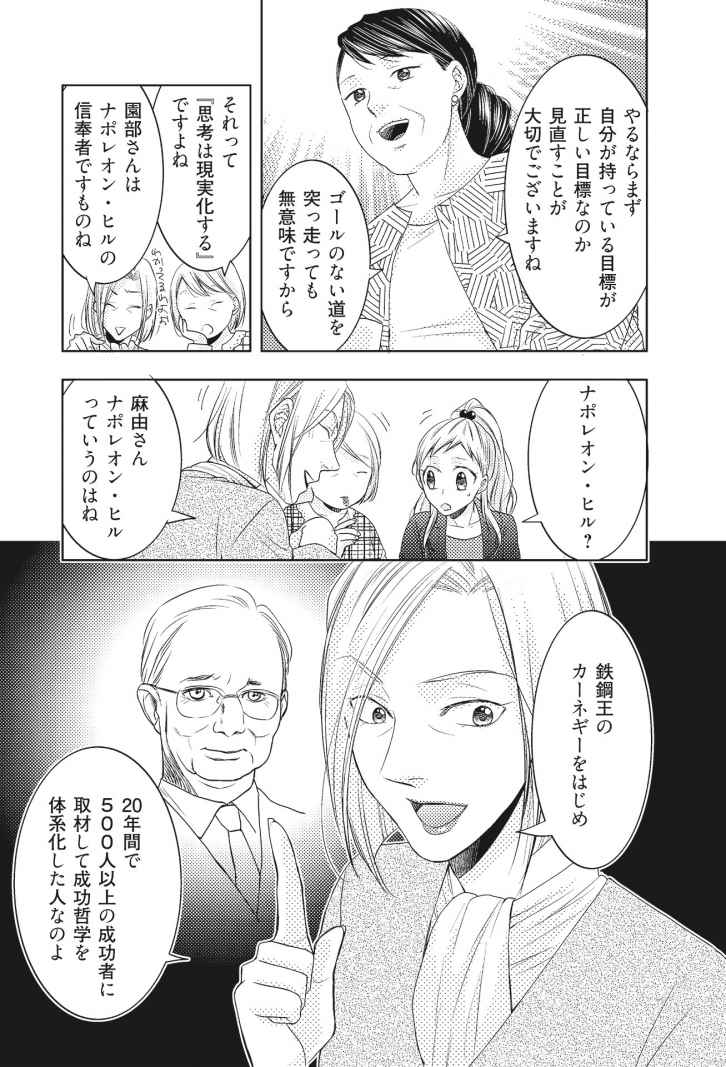 やるならまず
自分が持っている目標が
正しい目標なのか
見直すことが
大切でございますね
ゴールのない道を
突っ走っても
無意味ですから
それって
『思考は現実化する』
ですよね
園部さんは
ナポレオン・ヒルの
信奉者ですものね
ナポレオン・ヒル?
麻由さん
ナポレオン・ヒル
っていうのはね
鉄鋼王の
カーネギーをはじめ
20年間で
500人以上の成功者に
取材して成功哲学を
体系化した人なのよ